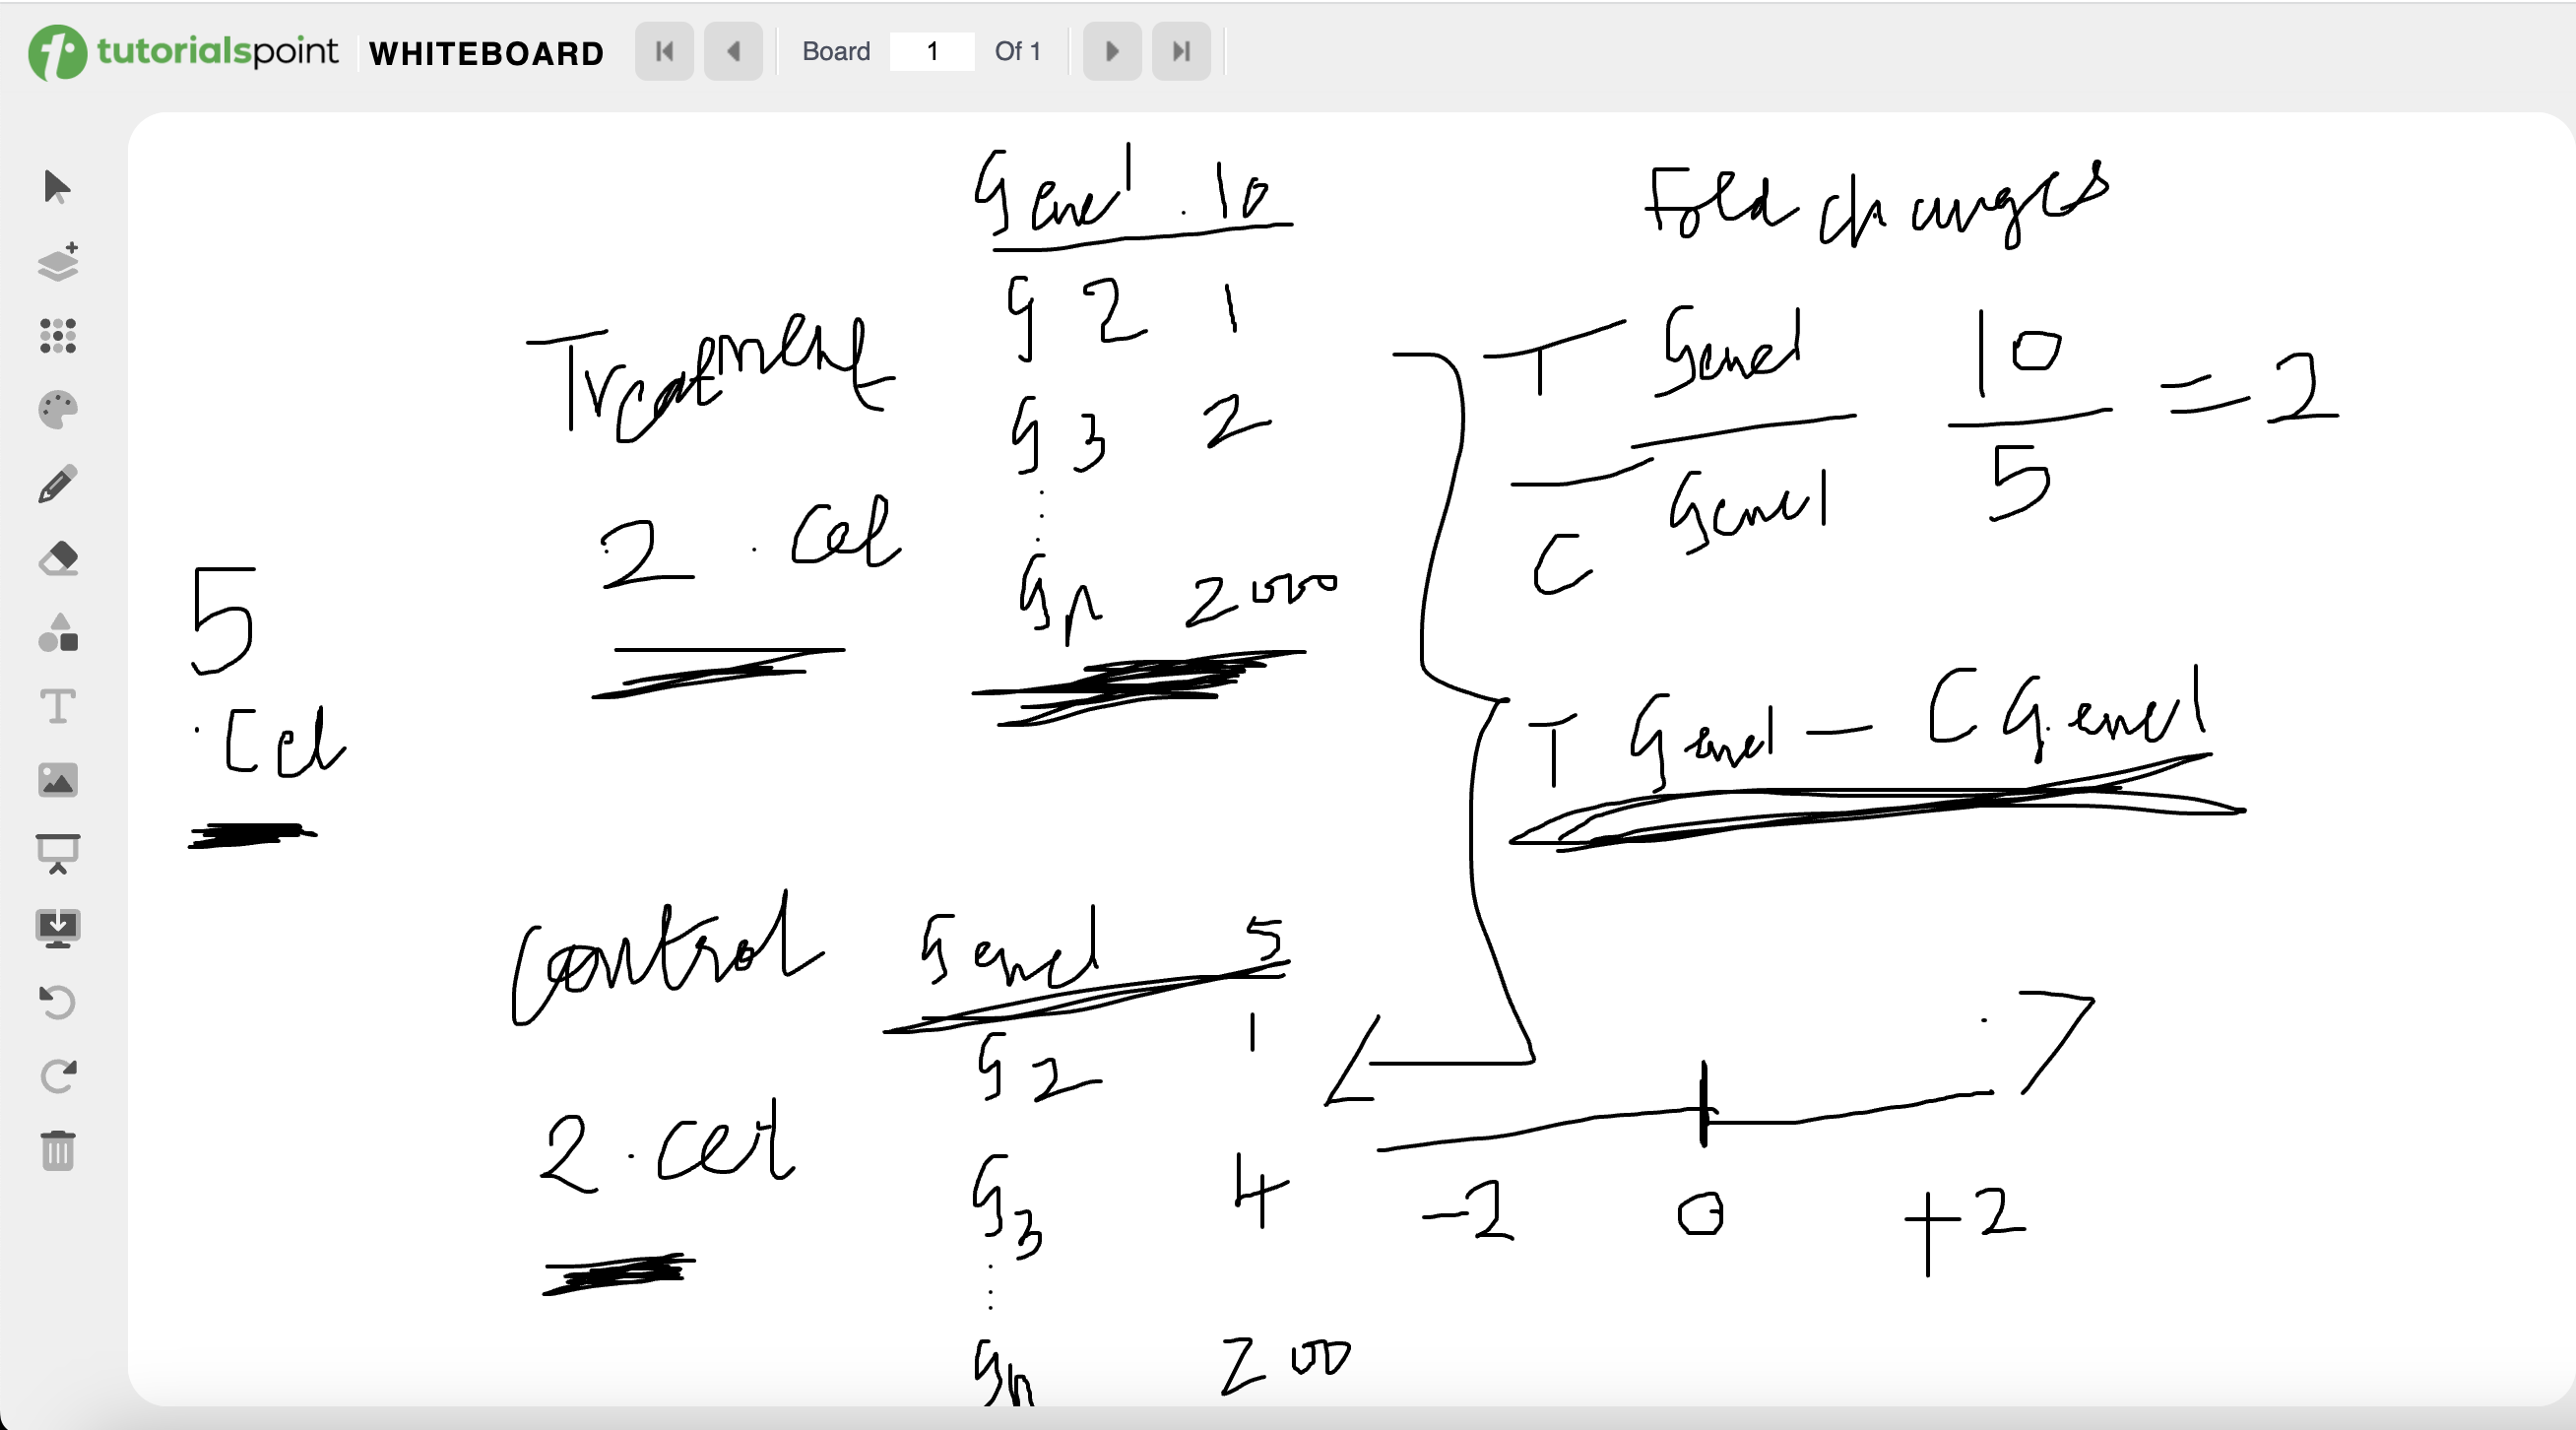 tutorialspoint WHITEBOARD Board 1 Of 1
Gene1 10
G2 1
G3 2
Gn 2000
Treatment
2 Cel
5
Cel
Control
2 cel
Gene1 5
G2 1
G3 4
Gn 200
Fold changes
T Gene1 10
= 2
C Gene1 5
T Gene1 - C Gene1
-2 0 +2